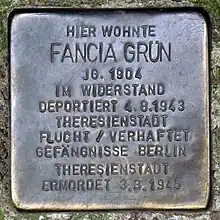 HIER WOHNTE
FANCIA GRÜN
JG. 1904
IM WIDERSTAND
DEPORTIERT 4.8.1943
THERESIENSTADT
FLUCHT / VERHAFTET
GEFÄNGNISSE BERLIN
THERESIENSTADT
ERMORDET 3.3.1945